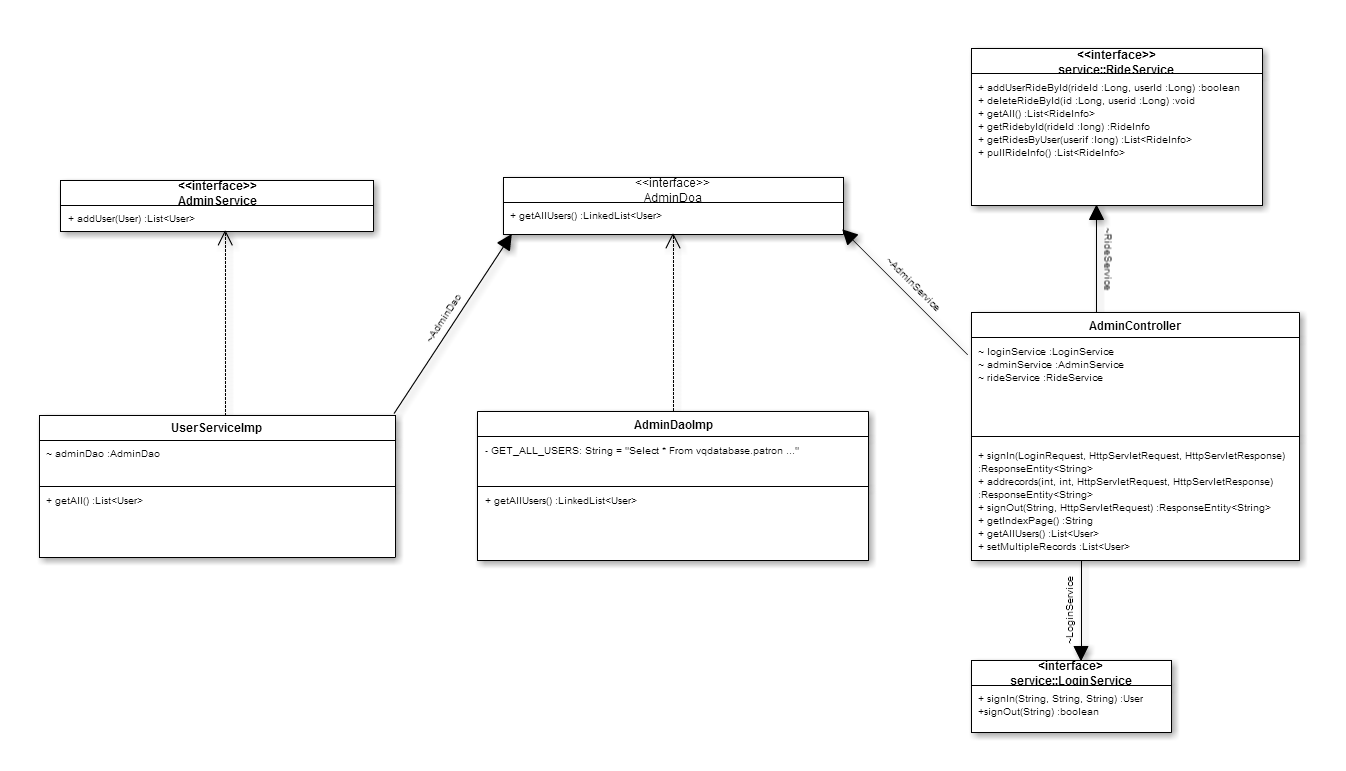 <<interface>>
service::RideService
+ addUserRideById(rideId :Long, userId :Long) :boolean
+ deleteRideById(id :Long, userid :Long) :void
+ getAll() :List<RideInfo>
+ getRidebyId(rideId :long) :RideInfo
+ getRidesByUser(userif :long) :List<RideInfo>
+ pullRideInfo() :List<RideInfo>
<<interface>>
AdminService
+ addUser(User) :List<User>
<<interface>>
AdminDoa
+ getAllUsers() :LinkedList<User>
~AdminDao
~AdminService
~RideService
UserServiceImp
~ adminDao :AdminDao
+ getAll() :List<User>
AdminDaoImp
- GET_ALL_USERS: String = "Select * From vqdatabase.patron ..."
+ getAllUsers() :LinkedList<User>
AdminController
~ loginService :LoginService
~ adminService :AdminService
~ rideService :RideService
+ signIn(LoginRequest, HttpServletRequest, HttpServletResponse)
:ResponseEntity<String>
+ addrecords(int, int, HttpServletRequest, HttpServletResponse)
:ResponseEntity<String>
+ signOut(String, HttpServletRequest) :ResponseEntity<String>
+ getIndexPage() :String
+ getAllUsers() :List<User>
+ setMultipleRecords :List<User>
~LoginService
<interface>
service::LoginService
+ signIn(String, String, String) :User
+signOut(String) :boolean